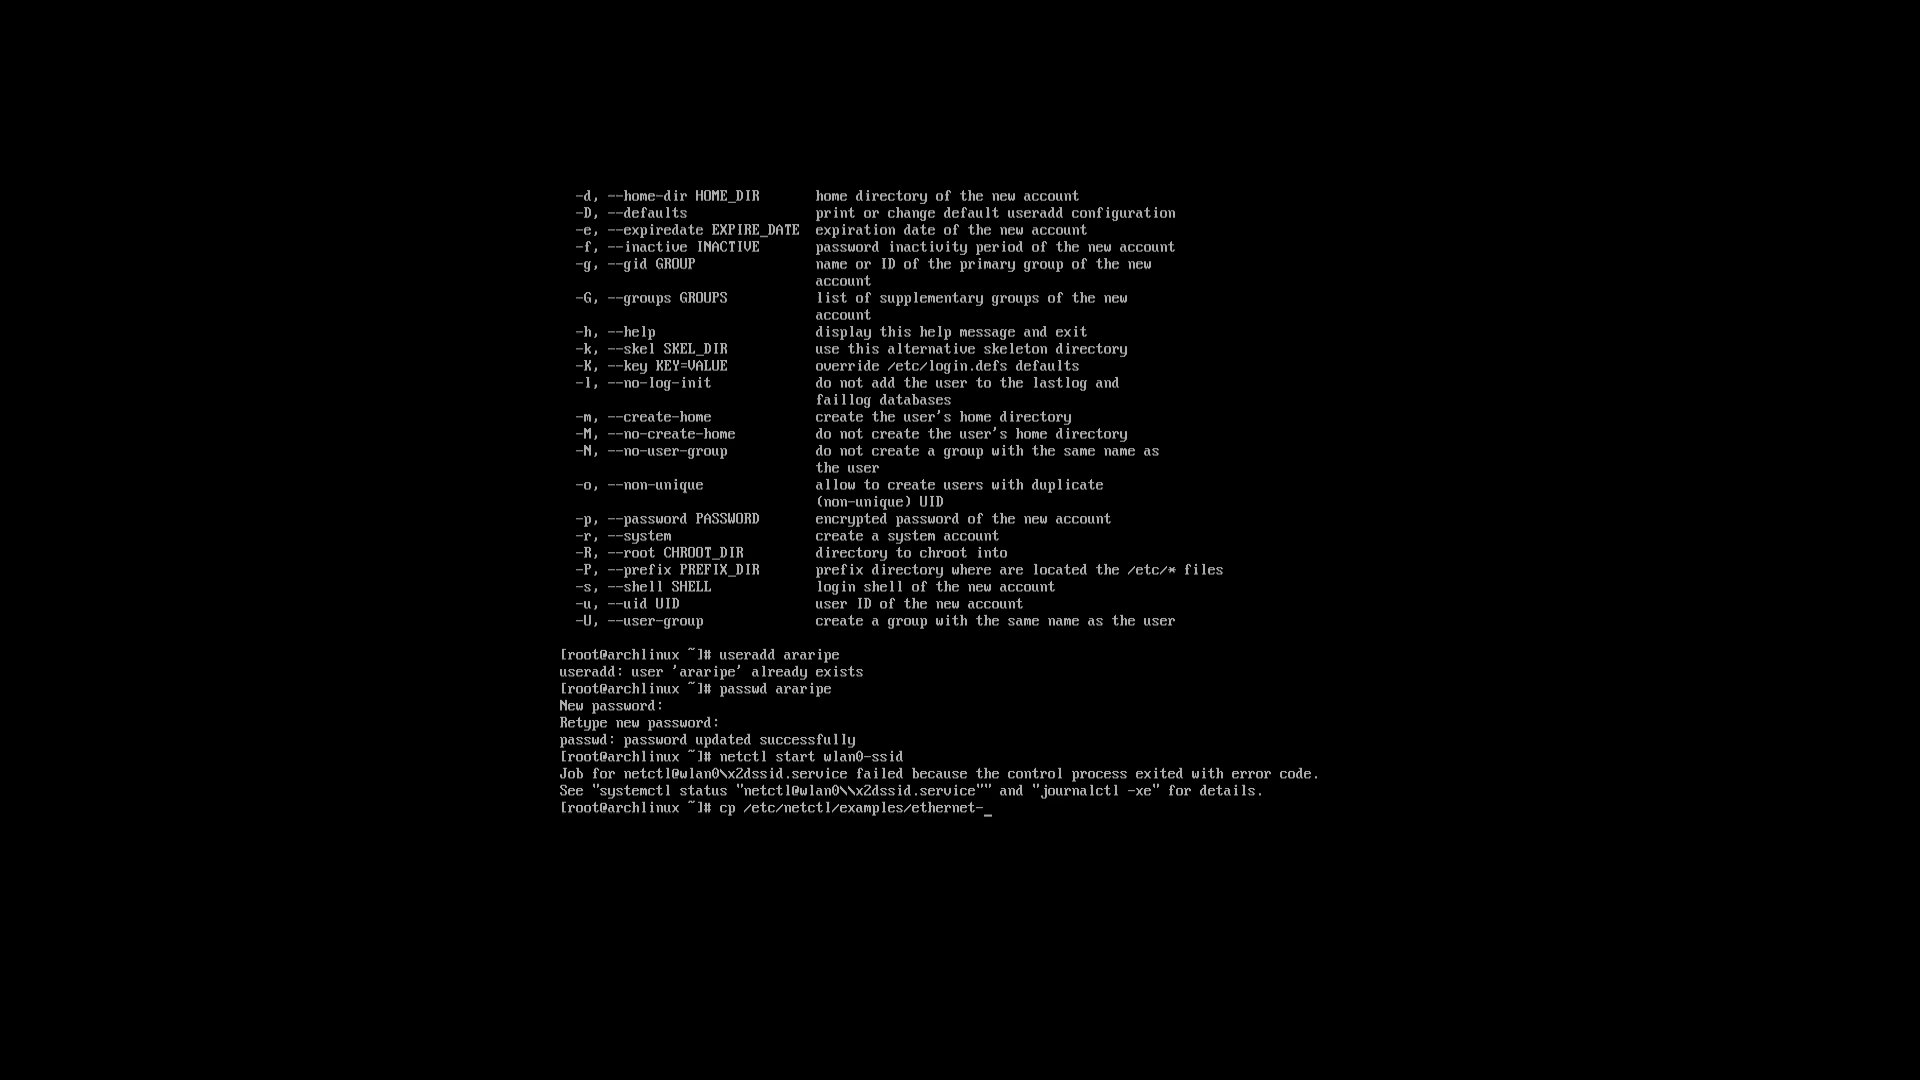 -d, --home-dir HOME_DIR       home directory of the new account
-D, --defaults                print or change default useradd configuration
-e, --expiredate EXPIRE_DATE  expiration date of the new account
-f, --inactive INACTIVE       password inactivity period of the new account
-g, --gid GROUP               name or ID of the primary group of the new
                              account
-G, --groups GROUPS           list of supplementary groups of the new
                              account
-h, --help                    display this help message and exit
-k, --skel SKEL_DIR           use this alternative skeleton directory
-K, --key KEY=VALUE           override /etc/login.defs defaults
-l, --no-log-init             do not add the user to the lastlog and
                              faillog databases
-m, --create-home             create the user's home directory
-M, --no-create-home          do not create the user's home directory
-N, --no-user-group           do not create a group with the same name as
                              the user
-o, --non-unique              allow to create users with duplicate
                              (non-unique) UID
-p, --password PASSWORD       encrypted password of the new account
-r, --system                  create a system account
-R, --root CHROOT_DIR         directory to chroot into
-P, --prefix PREFIX_DIR       prefix directory where are located the /etc/* files
-s, --shell SHELL             login shell of the new account
-u, --uid UID                 user ID of the new account
-U, --user-group              create a group with the same name as the user

[root@archlinux ~]# useradd araripe
useradd: user 'araripe' already exists
[root@archlinux ~]# passwd araripe
New password:
Retype new password:
passwd: password updated successfully
[root@archlinux ~]# netctl start wlan0-ssid
Job for netctl@wlan0\x2dssid.service failed because the control process exited with error code.
See "systemctl status "netctl@wlan0\\x2dssid.service"" and "journalctl -xe" for details.
[root@archlinux ~]# cp /etc/netctl/examples/ethernet-_